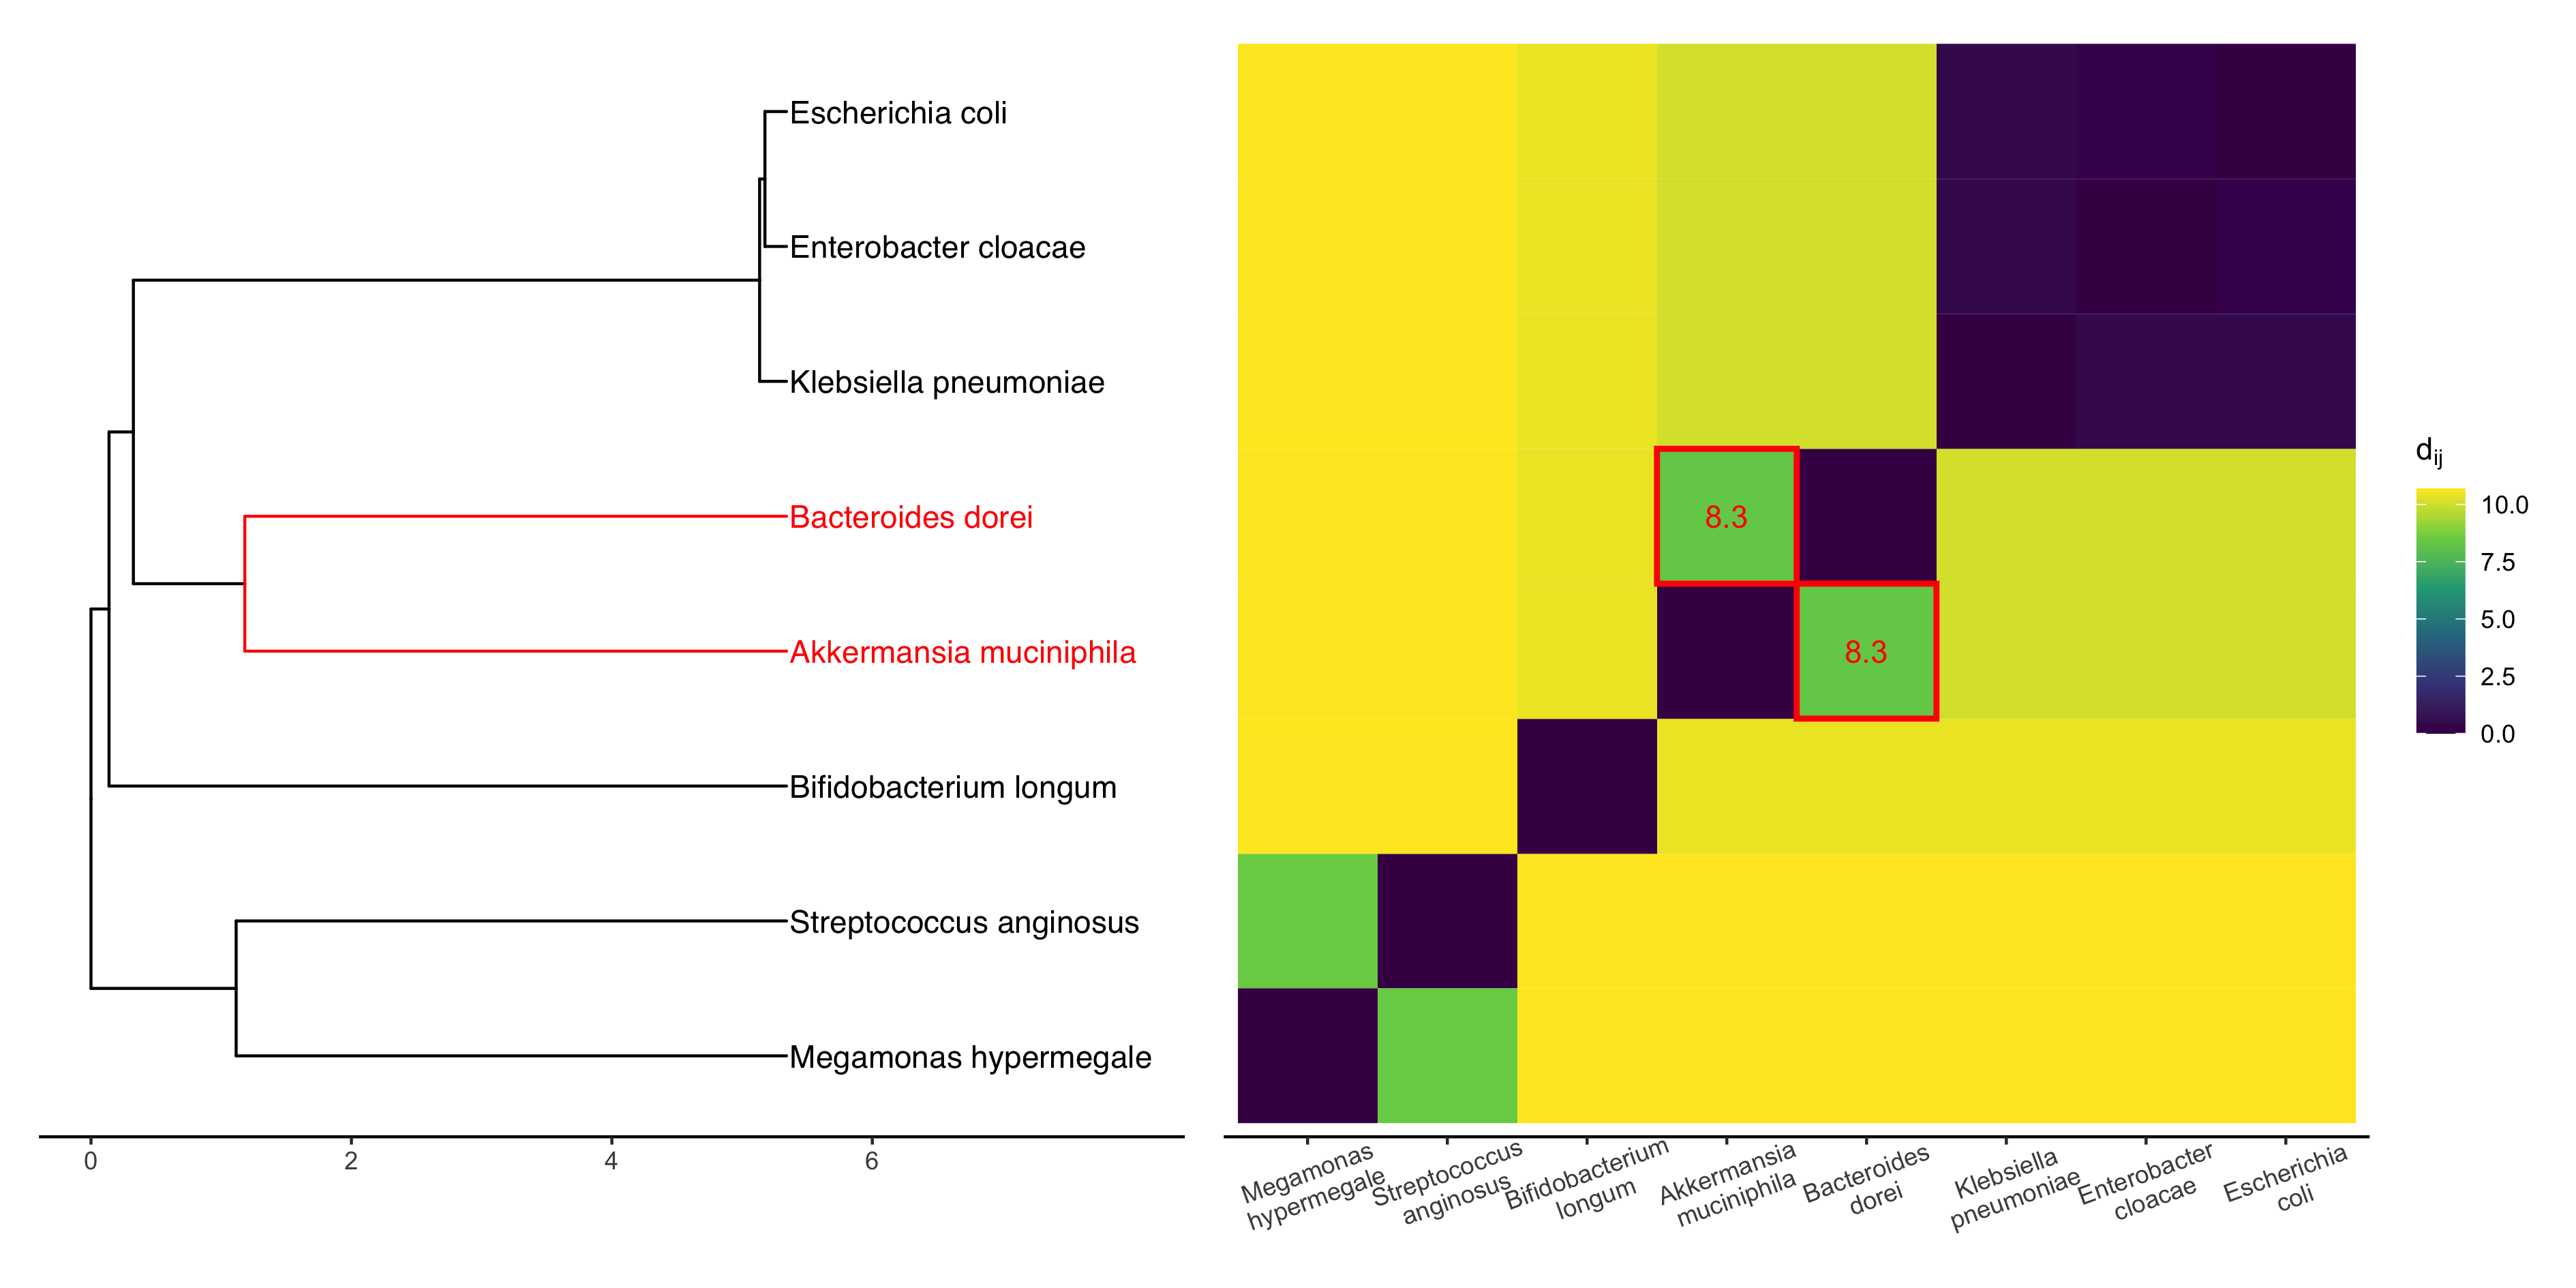 Escherichia coli
Enterobacter cloacae
Klebsiella pneumoniae
Bacteroides dorei
Akkermansia muciniphila
Bifidobacterium longum
Streptococcus anginosus
Megamonas hypermegale
0
2
4
6
8.3
8.3
Megamonas
hypermegale
Streptococcus
anginosus
Bifidobacterium
longum
Akkermansia
muciniphila
Bacteroides
dorei
Klebsiella
pneumoniae
Enterobacter
cloacae
Escherichia
coli
dij
10.0
7.5
5.0
2.5
0.0